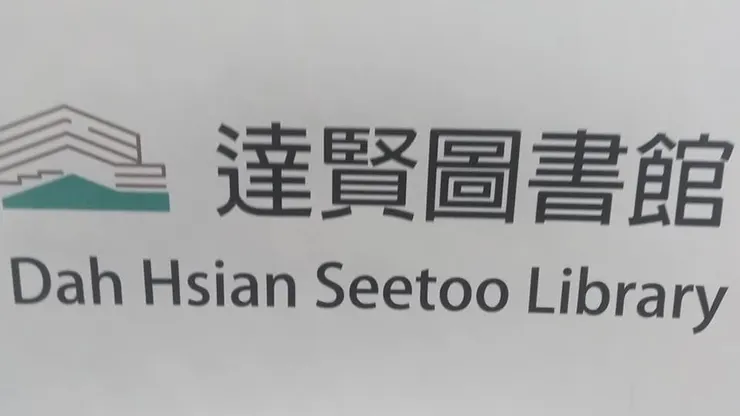 達賢圖書館
Dah Hsian Seetoo Library